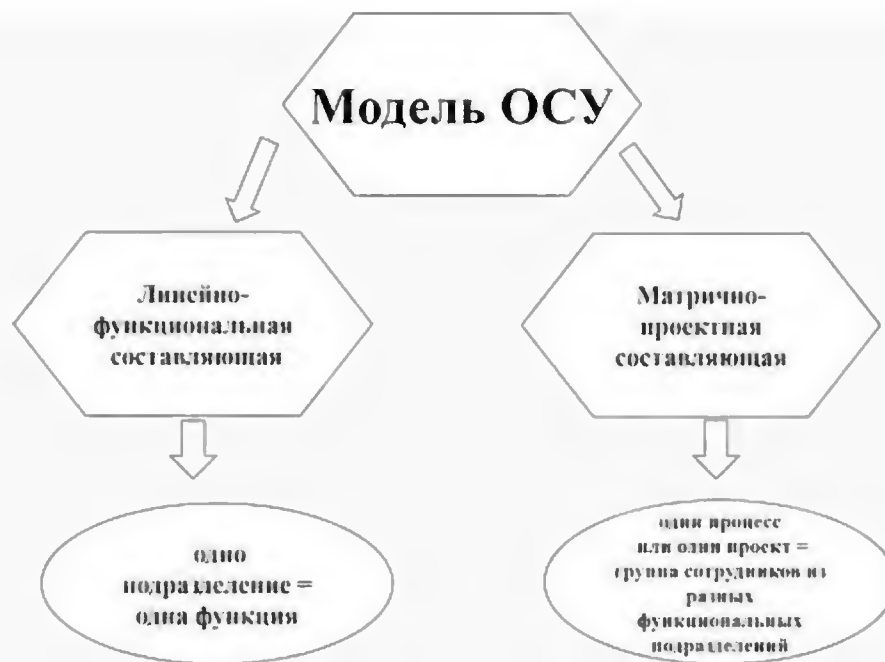 Модель ОСУ
Линейно-
функциональная
составляющая
Матрично-
проектная
составляющая
одно
подразделение =
одна функция
один процесс
или один проект =
группа сотрудников из
разных
функциональных
подразделений